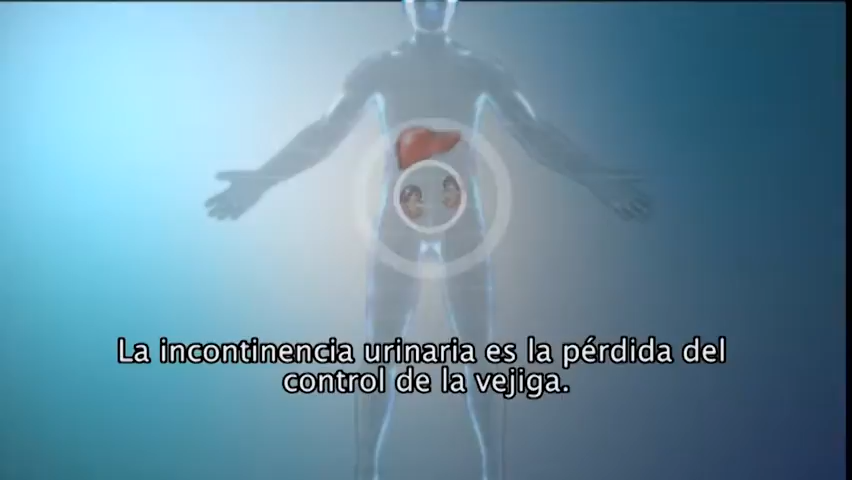 La incontinencia urinaria es la pérdida del
control de la vejiga.